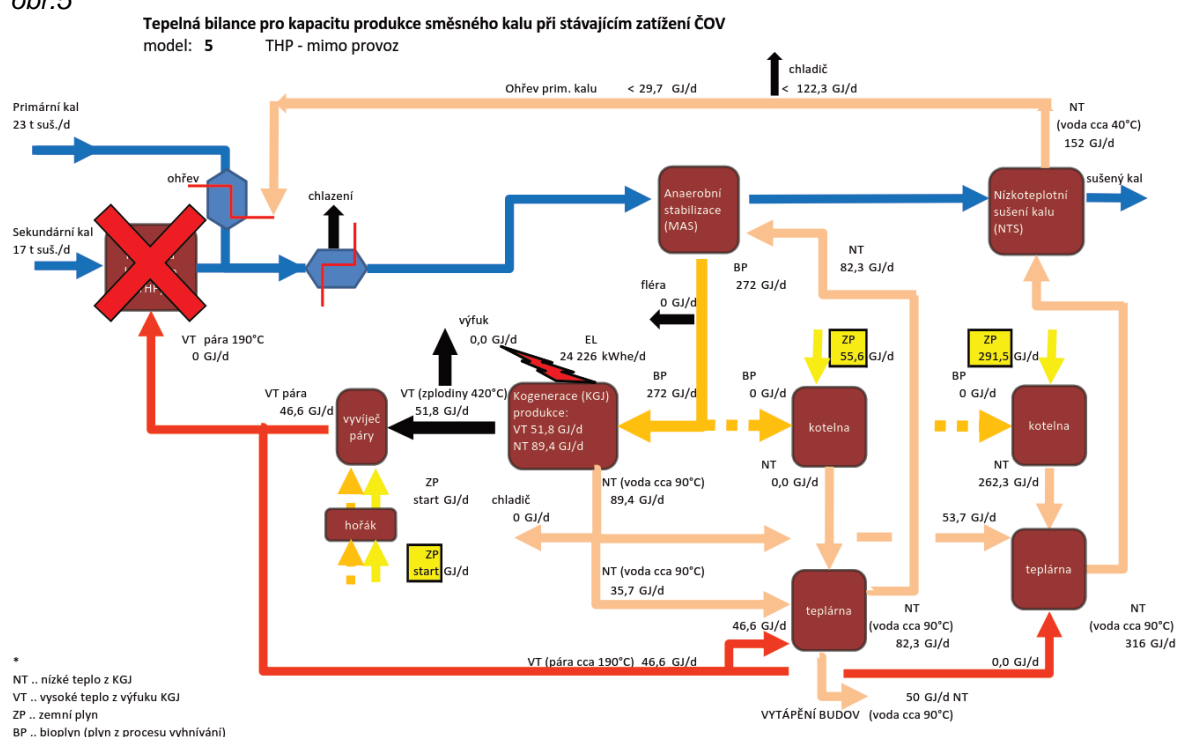 obr.5
Tepelná bilance pro kapacitu produkce směsného kalu při stávajícím zatížení ČOV
model: 5 THP - mimo provoz
chladič
Ohřev prim. kalu < 29,7 GJ/d
< 122,3 GJ/d
Primární kal
23 t suš./d
NT
(voda cca 40°C)
152 GJ/d
ohřev
chlazení
Anaerobní
stabilizace
(MAS)
Nízkoteplotní
sušení kalu
(NTS)
sušený kal
Sekundární kal
17 t suš./d
NT
82,3 GJ/d
BP
272 GJ/d
fléra
0 GJ/d
VT pára 190°C
0 GJ/d
výfuk
0,0 GJ/d
EL
24 226 kWhe/d
ZP
55,6 GJ/d
ZP
291,5 GJ/d
BP
272 GJ/d
BP
0 GJ/d
BP
0 GJ/d
VT pára
46,6 GJ/d
vyvíječ
páry
VT (zplodiny 420°C)
51,8 GJ/d
Kogenerace (KGJ)
produkce:
VT 51,8 GJ/d
NT 89,4 GJ/d
kotelna
kotelna
NT
0,0 GJ/d
NT
262,3 GJ/d
ZP
start GJ/d
NT (voda cca 90°C)
89,4 GJ/d
chladič
0 GJ/d
hořák
53,7 GJ/d
ZP
start GJ/d
NT (voda cca 90°C)
35,7 GJ/d
teplárna
teplárna
46,6 GJ/d
NT
(voda cca 90°C)
82,3 GJ/d
NT
(voda cca 90°C)
316 GJ/d
VT (pára cca 190°C) 46,6 GJ/d
0,0 GJ/d
50 GJ/d NT
VYTÁPĚNÍ BUDOV (voda cca 90°C)
*
NT .. nízké teplo z KGJ
VT .. vysoké teplo z výfuku KGJ
ZP .. zemní plyn
BP .. bioplyn (plyn z procesu vyhnívání)